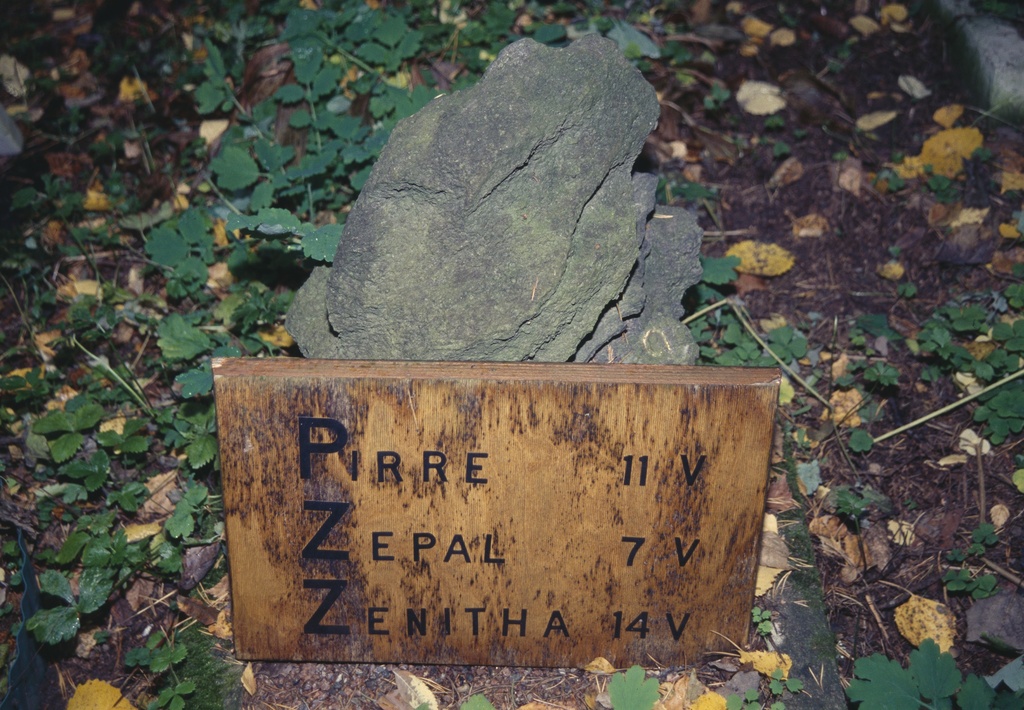 PIRRE 11 V
ZEPAL 7 V
ZENITHA 14 V